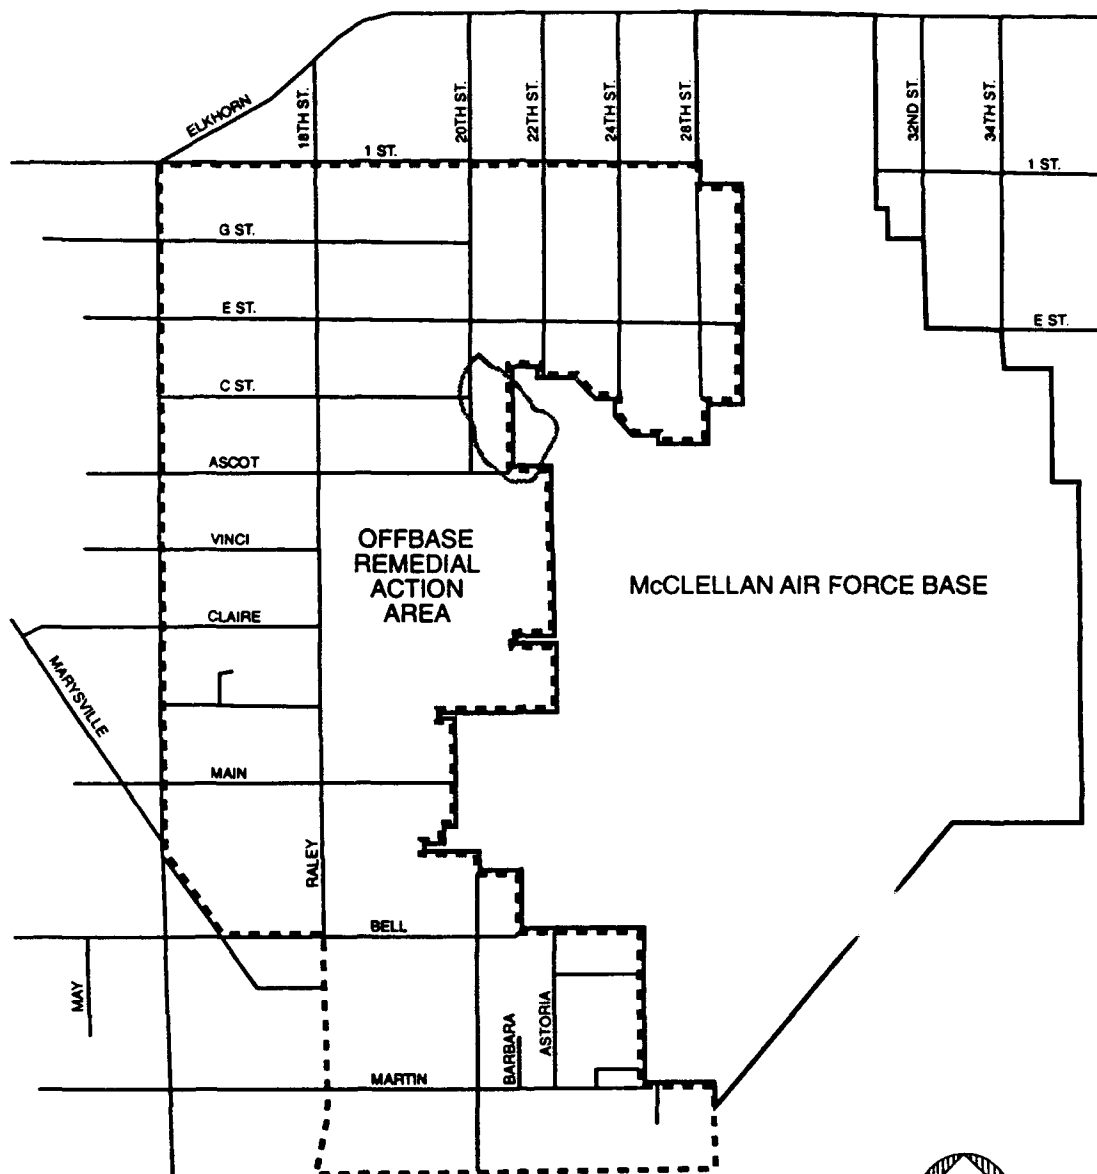 ELKHORN
18TH ST.
20TH ST.
22TH ST.
24TH ST.
28TH ST.
32ND ST.
34TH ST.
1 ST.
1 ST.
G ST.
E ST.
E ST.
C ST.
ASCOT
VINCI
OFFBASE
REMEDIAL
ACTION
AREA
McCLELLAN AIR FORCE BASE
CLAIRE
MARYSVILLE
MAIN
RALEY
BELL
MAY
BARBARA
ASTORIA
MARTIN